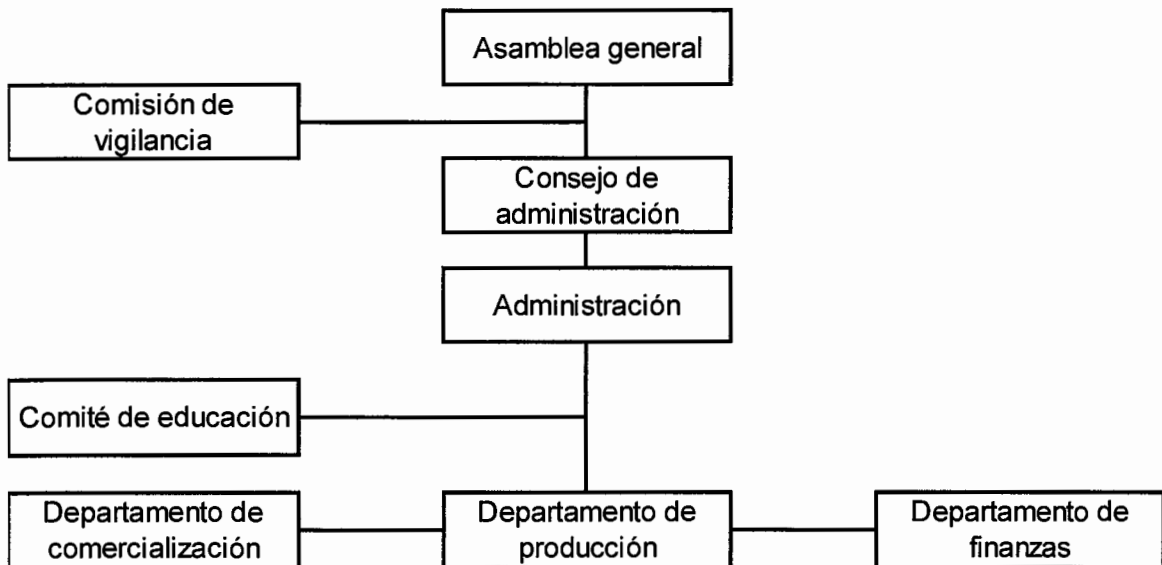 Asamblea general
Comisión de
vigilancia
Consejo de
administración
Administración
Comité de educación
Departamento de
comercialización
Departamento de
producción
Departamento de
finanzas